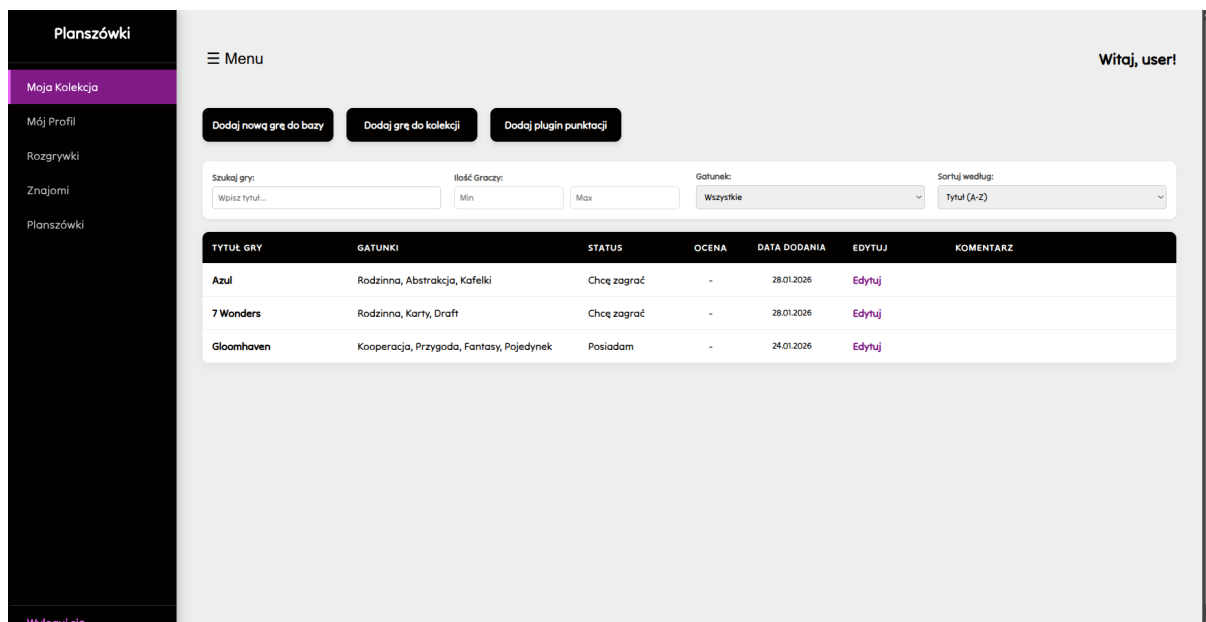 Planszówki
☰ Menu
Witaj, user!
Moja Kolekcja
Mój Profil
Rozgrywki
Znajomi
Planszówki
Dodaj nową grę do bazy
Dodaj grę do kolekcji
Dodaj plugin punktacji
Szukaj gry:
Wpisz tytuł...
Ilość Graczy:
Min
Max
Gatunek:
Wszystkie
Sortuj według:
Tytuł (A-Z)
TYTUŁ GRY GATUNKI STATUS OCENA DATA DODANIA EDYTUJ KOMENTARZ
Azul Rodzinna, Abstrakcja, Kafelki Chcę zagrać - 28.01.2026 Edytuj
7 Wonders Rodzinna, Karty, Draft Chcę zagrać - 28.01.2026 Edytuj
Gloomhaven Kooperacja, Przygoda, Fantasy, Pojedynek Posiadam - 24.01.2026 Edytuj